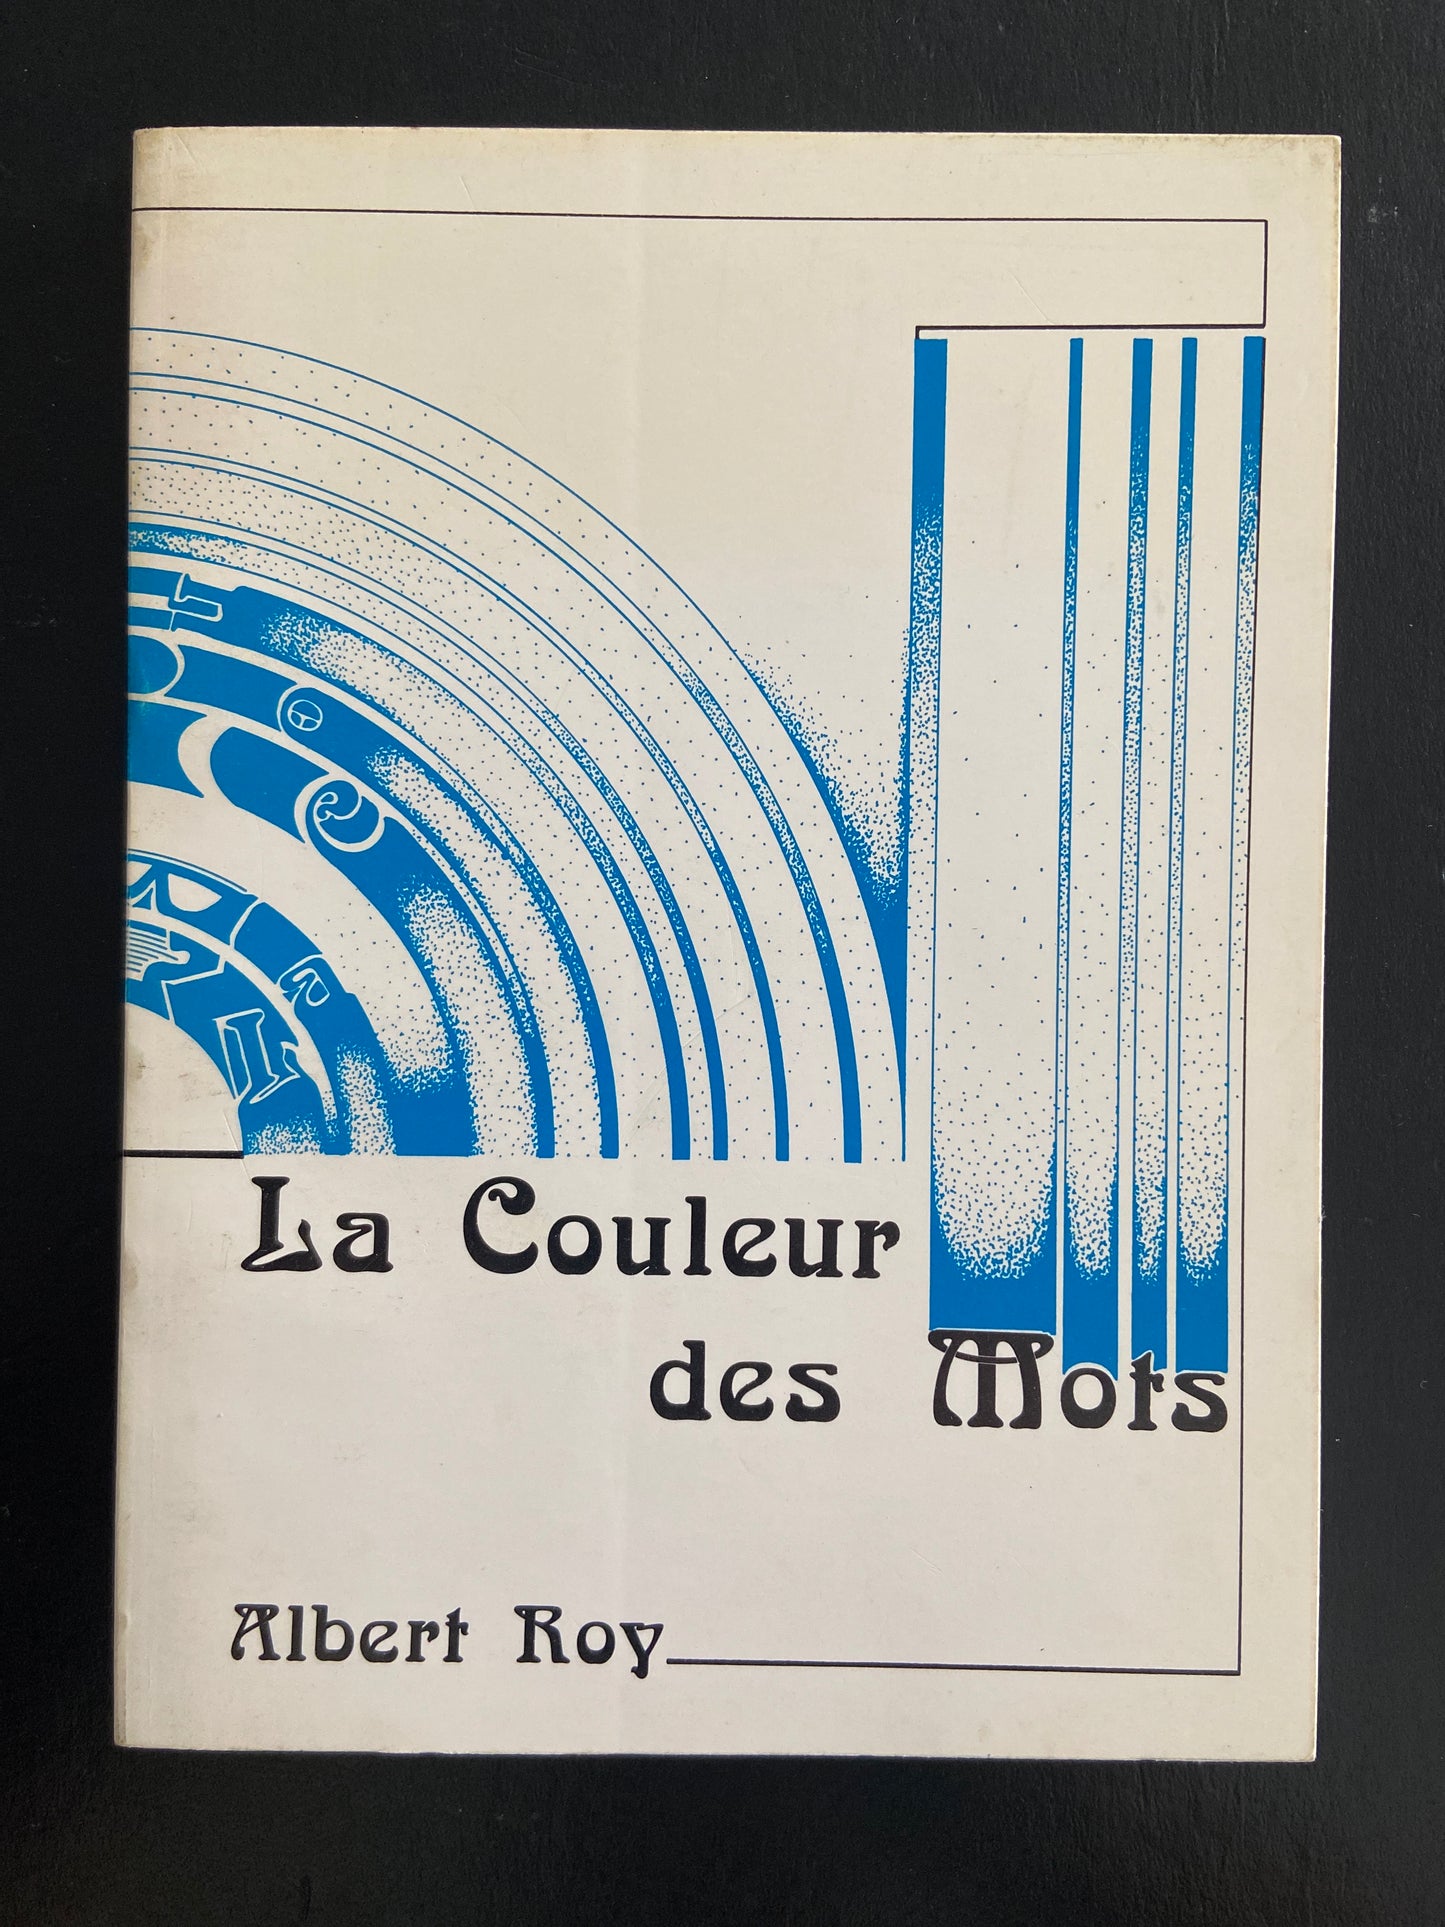 La Couleur
des Mots
Albert Roy